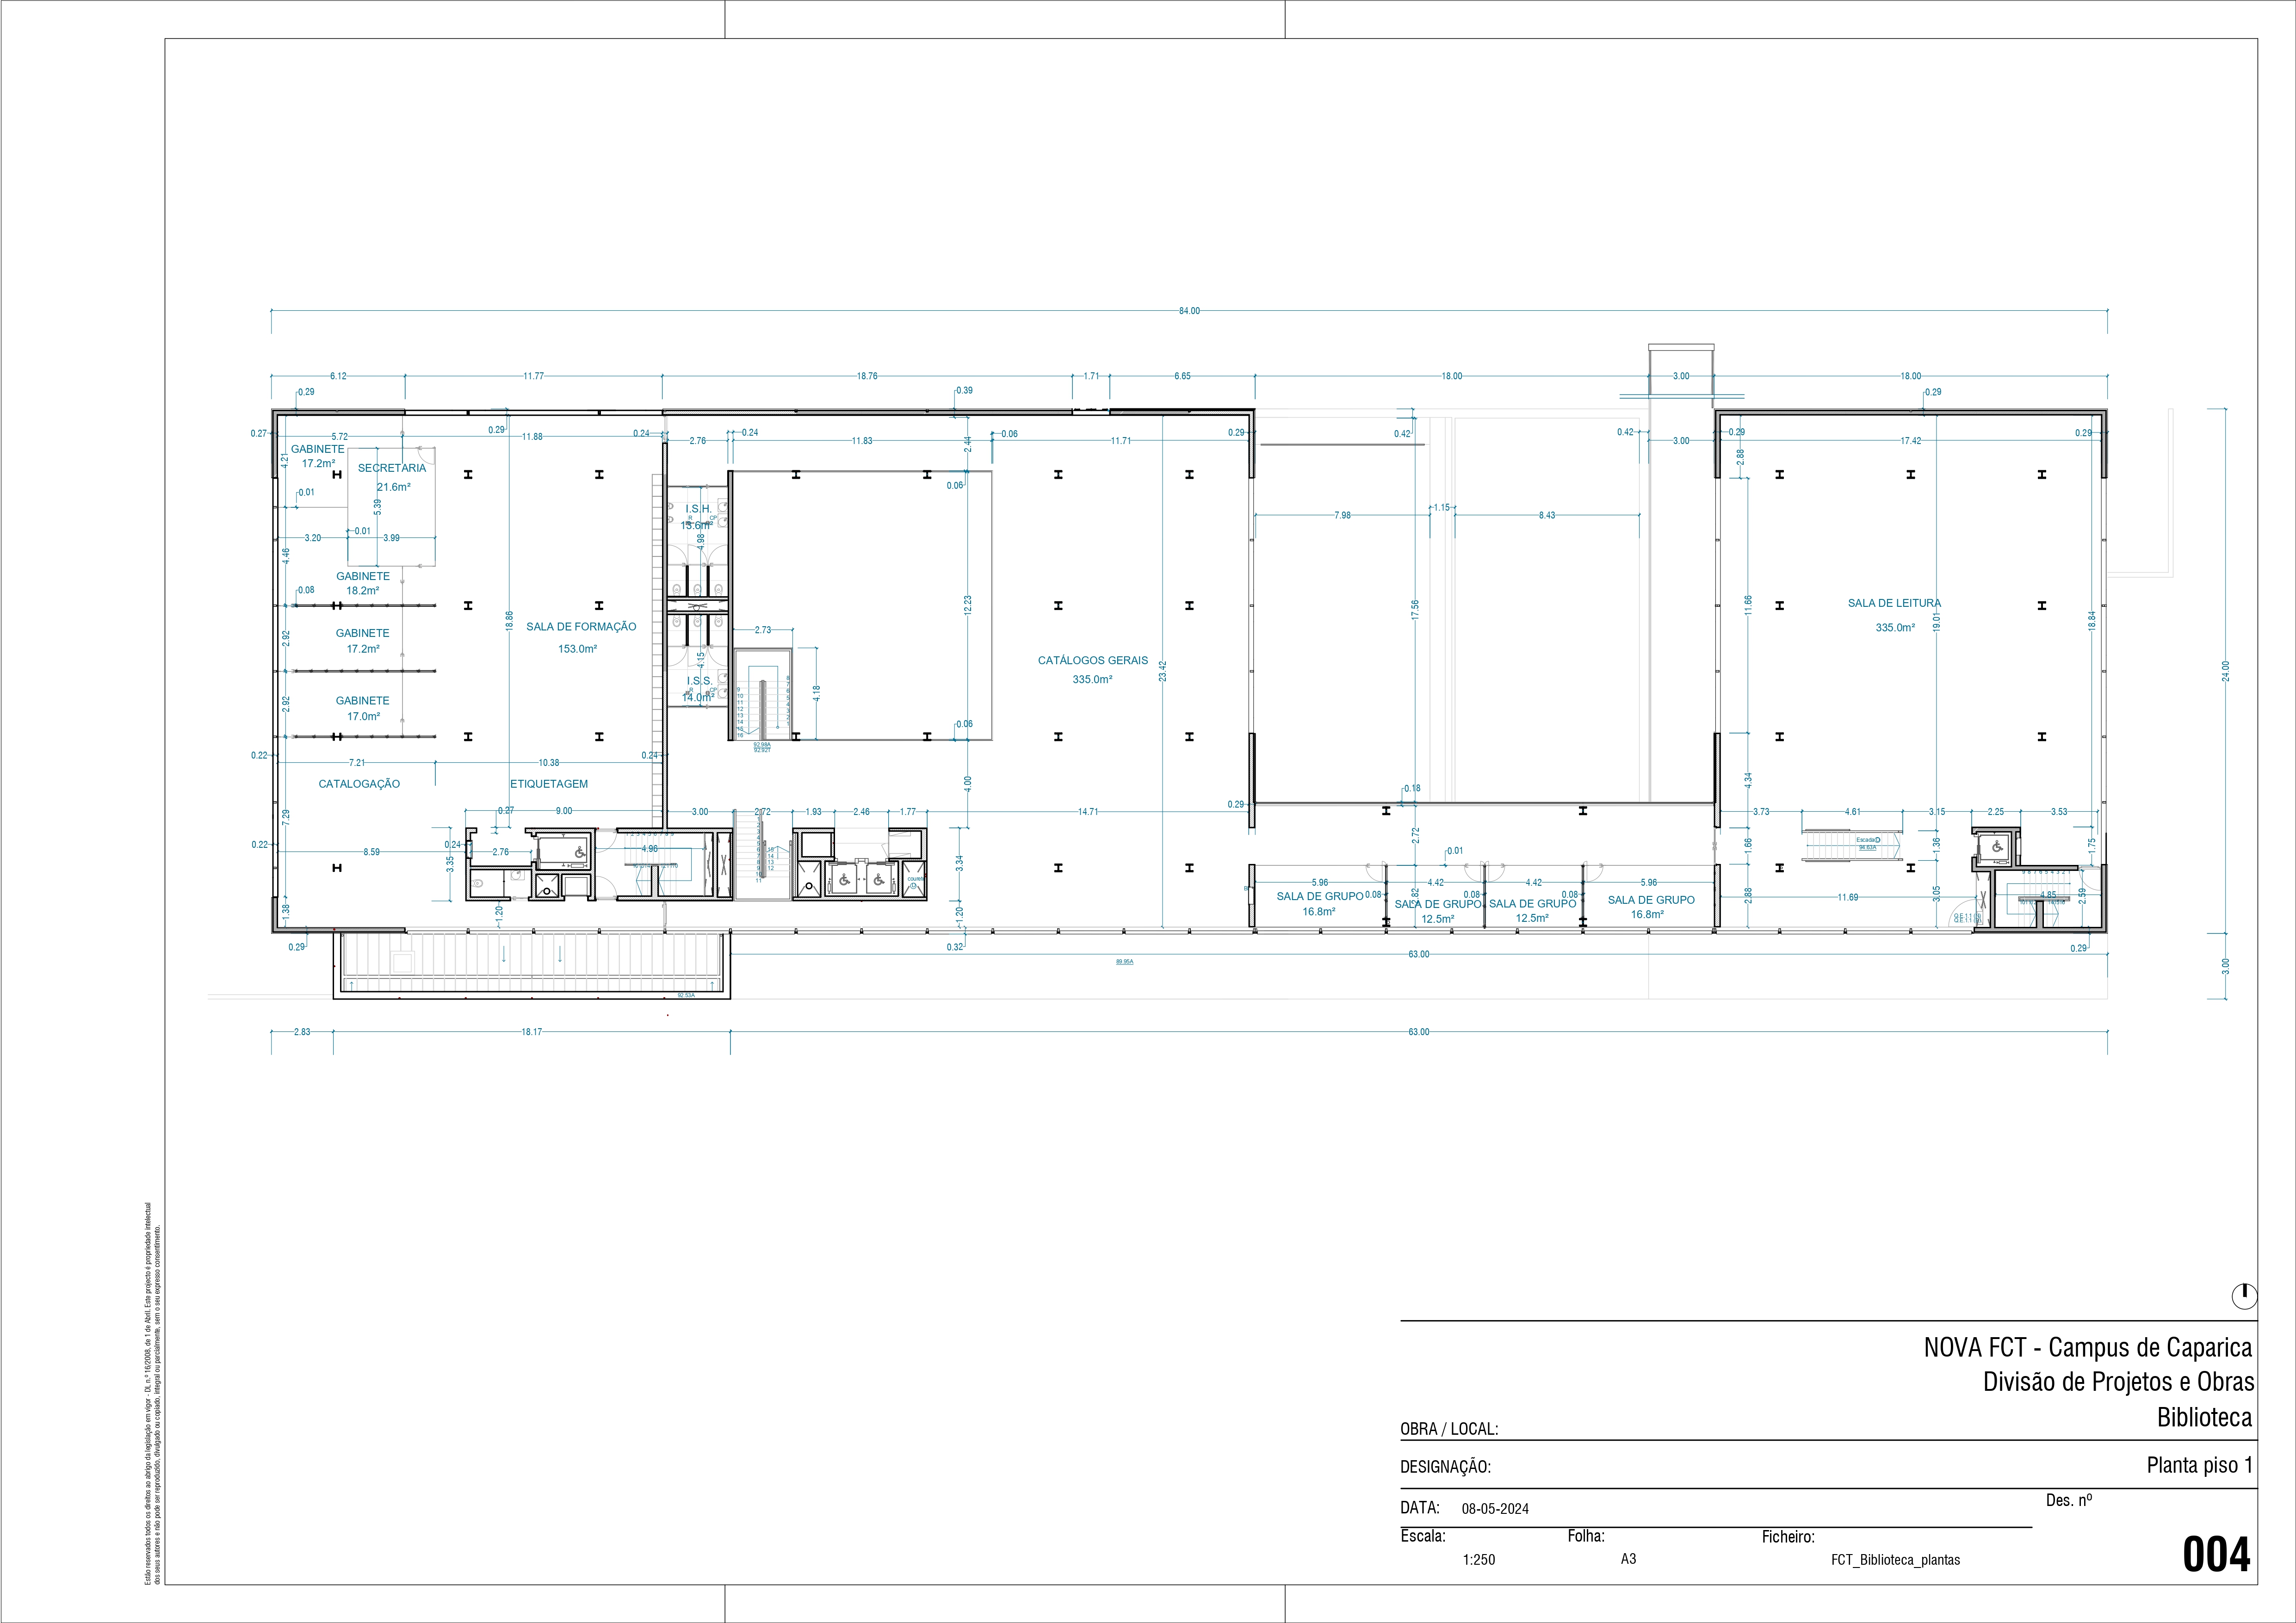 84.00
6.12
11.77
18.76
1.71
6.65
18.00
3.00
18.00
0.29
0.39
0.29
0.27
5.72
0.29
11.88
0.24
2.76
0.24
11.83
2.44
0.06
11.71
0.29
0.42
0.42
3.00
0.29
17.42
0.29
GABINETE
17.2m²
4.21
SECRETARIA
21.6m²
5.39
0.06
2.88
0.01
I.S.H.
13.6m²
7.98
1.15
8.43
3.20
0.01
3.99
4.98
4.46
GABINETE
18.2m²
0.08
18.86
12.23
17.56
11.66
SALA DE LEITURA
335.0m²
19.01
18.84
24.00
SALA DE FORMAÇÃO
153.0m²
2.73
GABINETE
17.2m²
2.92
4.15
CATÁLOGOS GERAIS
335.0m²
23.42
I.S.S.
14.0m²
4.18
GABINETE
17.0m²
2.92
0.06
92.98A
92.92T
0.22
0.24
7.21
10.38
CATALOGAÇÃO
ETIQUETAGEM
4.00
0.18
4.34
0.27
9.00
3.00
2.72
1.93
2.46
1.77
14.71
0.29
3.73
4.61
3.15
2.25
3.53
7.29
0.22
8.59
0.24
3.35
2.76
4.96
3.34
2.72
0.01
1.66
Escada
94.63A
1.36
1.75
courete
5.96
4.42
4.42
5.96
SALA DE GRUPO
16.8m²
0.08
2.82
SALA DE GRUPO
12.5m²
0.08
SALA DE GRUPO
12.5m²
0.08
SALA DE GRUPO
16.8m²
2.88
11.69
3.05
4.85
2.59
1.38
1.20
1.20
0.29
0.32
0.29
63.00
89.95A
92.53A
3.00
2.83
18.17
63.00
Estão reservados todos os direitos ao abrigo da legislação em vigor - DL n.º 16/2008, de 1 de Abril. Este projecto é propriedade intelectual
dos seus autores e não pode ser reproduzido, divulgado ou copiado, integral ou parcialmente, sem o seu expresso consentimento.
NOVA FCT - Campus de Caparica
Divisão de Projetos e Obras
Biblioteca
OBRA / LOCAL:
DESIGNAÇÃO:
Planta piso 1
DATA: 08-05-2024
Des. nº
Escala:
Folha:
Ficheiro:
1:250
A3
FCT_Biblioteca_plantas
004